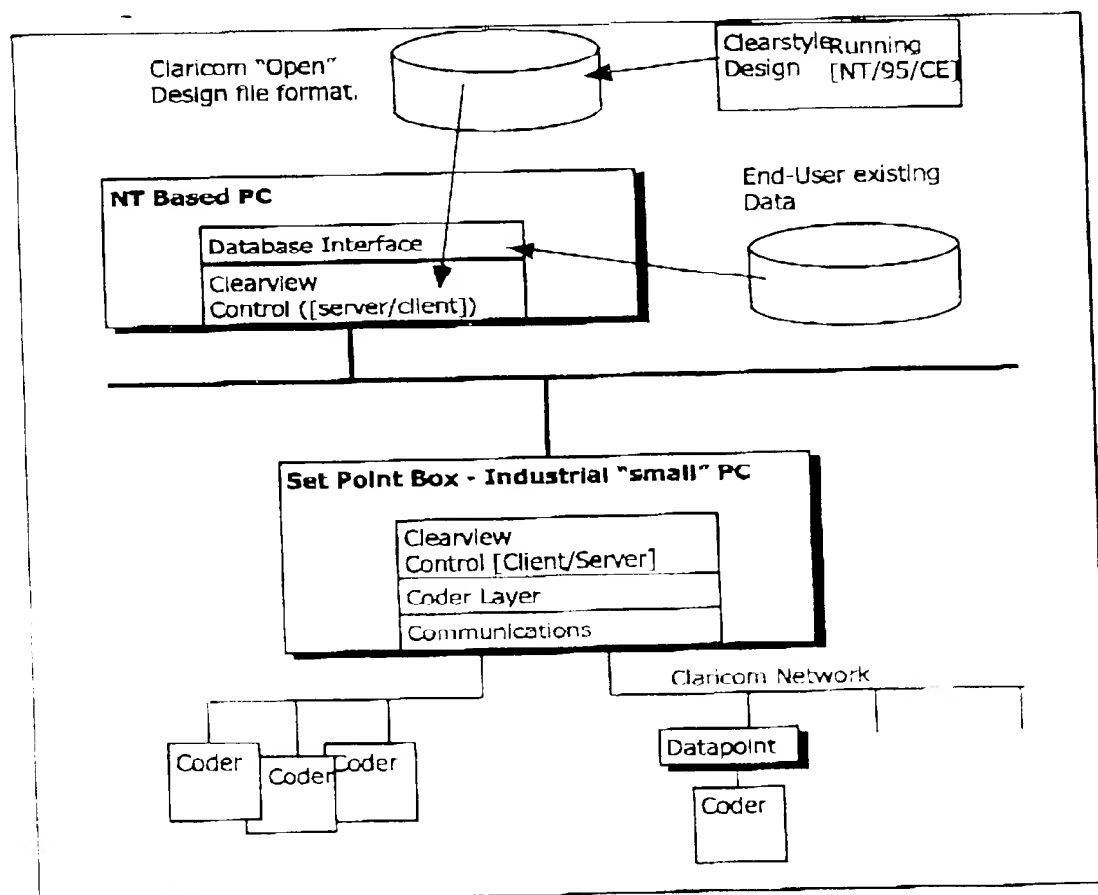 Claricom "Open"
Design file format.
Clearstyle Running
Design [NT/95/CE]
NT Based PC
Database Interface
Clearview
Control ([server/client])
End-User existing
Data
Set Point Box - Industrial "small" PC
Clearview
Control [Client/Server]
Coder Layer
Communications
Claricom Network
Coder
Coder
Coder
Datapoint
Coder